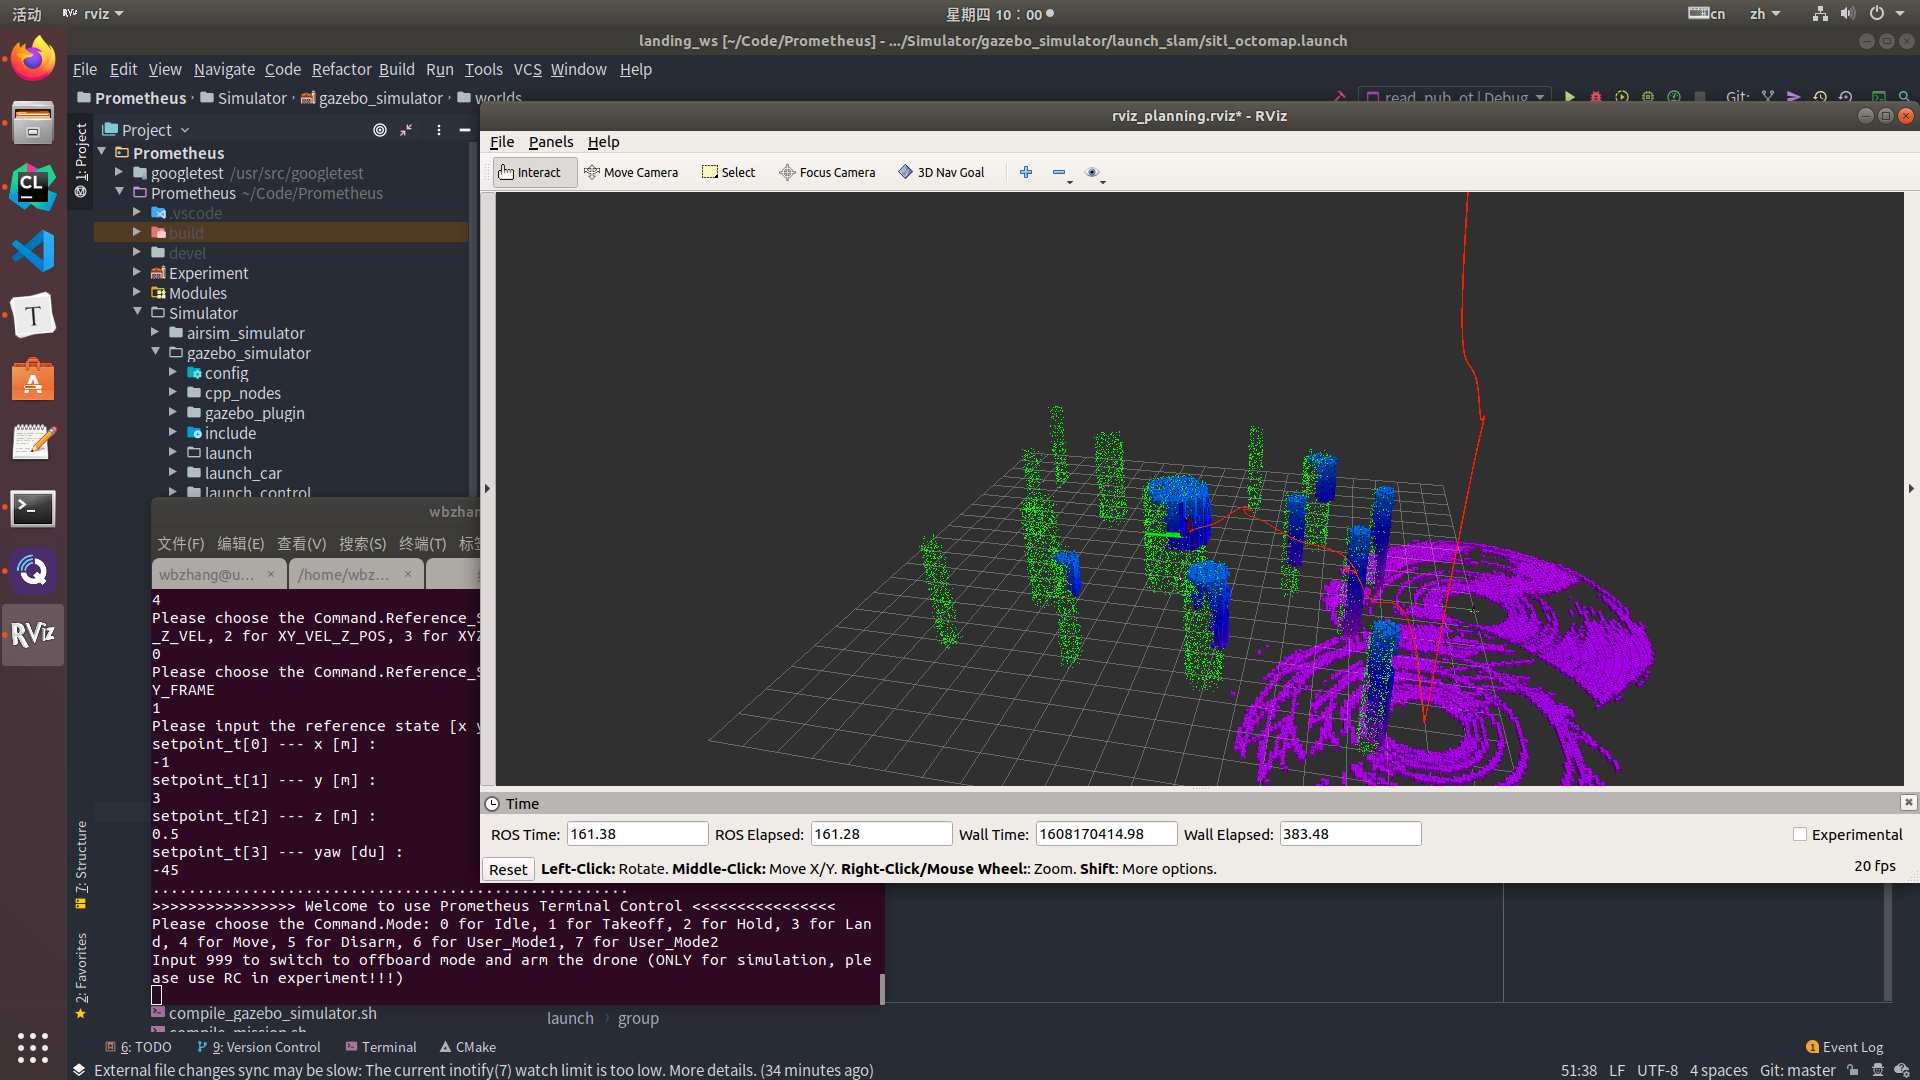 活动
rviz
星期四 10：00
cn
zh
landing_ws [~/Code/Prometheus] - .../Simulator/gazebo_simulator/launch_slam/sitl_octomap.launch
File Edit View Navigate Code Refactor Build Run Tools VCS Window Help
Prometheus Simulator gazebo_simulator worlds
read_pub_ot | Debug
Git:
1: Project
Project
Prometheus
googletest /usr/src/googletest
Prometheus ~/Code/Prometheus
.vscode
build
devel
Experiment
Modules
Simulator
airsim_simulator
gazebo_simulator
config
cpp_nodes
gazebo_plugin
include
launch
launch_car
launch_control
rviz_planning.rviz* - RViz
File Panels Help
Interact Move Camera Select Focus Camera 3D Nav Goal
wbzhan
文件(F) 编辑(E) 查看(V) 搜索(S) 终端(T) 标
wbzhang@u... × /home/wbz... ×
4
Please choose the Command.Reference_S
_Z_VEL, 2 for XY_VEL_Z_POS, 3 for XYZ
0
Please choose the Command.Reference_S
Y_FRAME
1
Please input the reference state [x y
setpoint_t[0] --- x [m] :
-1
setpoint_t[1] --- y [m] :
3
setpoint_t[2] --- z [m] :
0.5
setpoint_t[3] --- yaw [du] :
-45
.....................................................
>>>>>>>>>>>>>>>> Welcome to use Prometheus Terminal Control <<<<<<<<<<<<<<<<
Please choose the Command.Mode: 0 for Idle, 1 for Takeoff, 2 for Hold, 3 for Lan
d, 4 for Move, 5 for Disarm, 6 for User_Mode1, 7 for User_Mode2
Input 999 to switch to offboard mode and arm the drone (ONLY for simulation, ple
ase use RC in experiment!!!)
Time
ROS Time: 161.38 ROS Elapsed: 161.28 Wall Time: 1608170414.98 Wall Elapsed: 383.48 Experimental
Reset Left-Click: Rotate. Middle-Click: Move X/Y. Right-Click/Mouse Wheel:: Zoom. Shift: More options.
20 fps
7: Structure
2: Favorites
compile_gazebo_simulator.sh
compile_mission.sh
launch › group
6: TODO 9: Version Control Terminal CMake
1 Event Log
External file changes sync may be slow: The current inotify(7) watch limit is too low. More details. (34 minutes ago)
51:38 LF UTF-8 4 spaces Git: master
CL
T
A
RViz